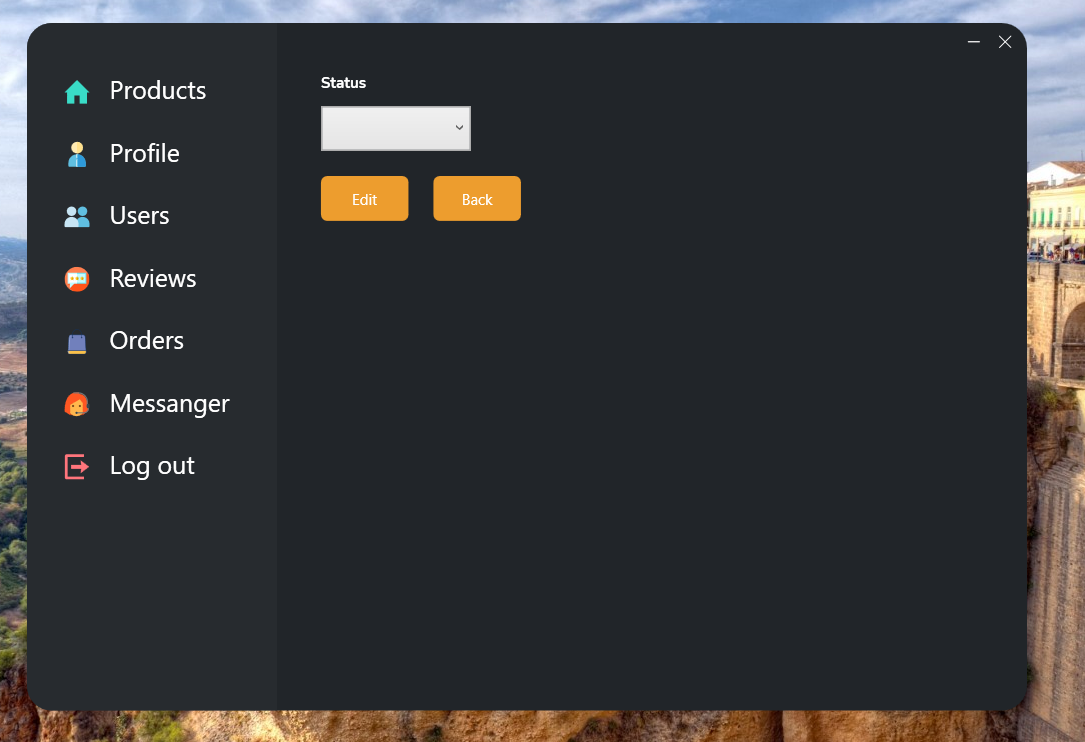 Products
Profile
Users
Reviews
Orders
Messanger
Log out
Status
Edit
Back